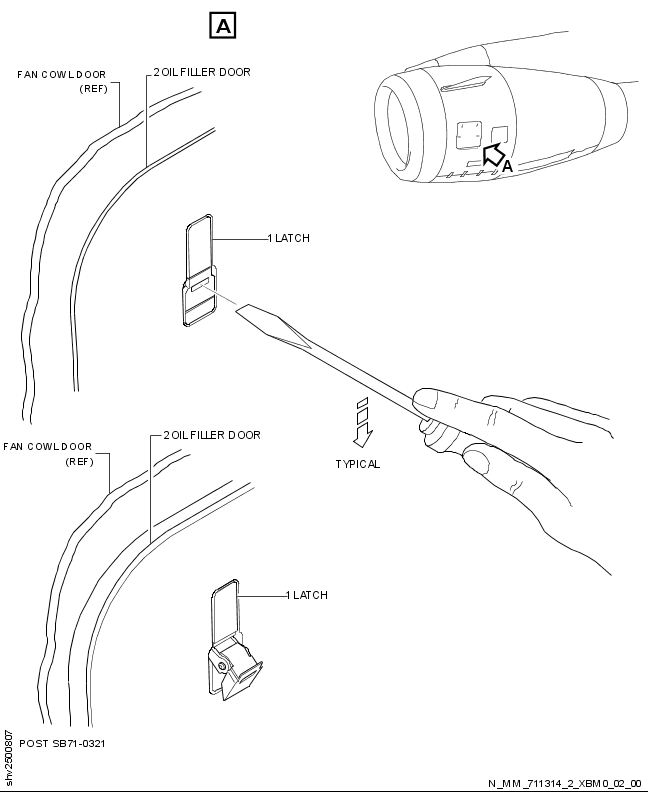 A
FAN COWL DOOR
(REF)
2 OIL FILLER DOOR
A
1 LATCH
TYPICAL
FAN COWL DOOR
(REF)
2 OIL FILLER DOOR
1 LATCH
POST SB71-0321
shv2500807
N_MM_711314_2_XBM0_02_00